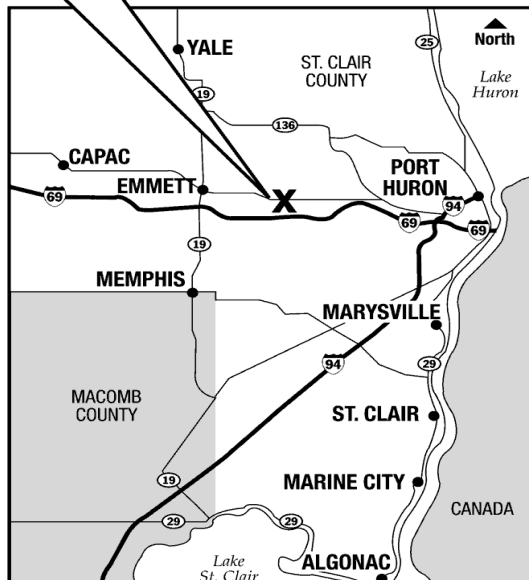 25
North
YALE
ST. CLAIR
COUNTY
Lake
Huron
19
136
CAPAC
PORT
HURON
EMMETT
X
69
94
69
69
19
MEMPHIS
MARYSVILLE
94
29
MACOMB
COUNTY
ST. CLAIR
19
MARINE CITY
CANADA
29
29
Lake
St. Clair
ALGONAC